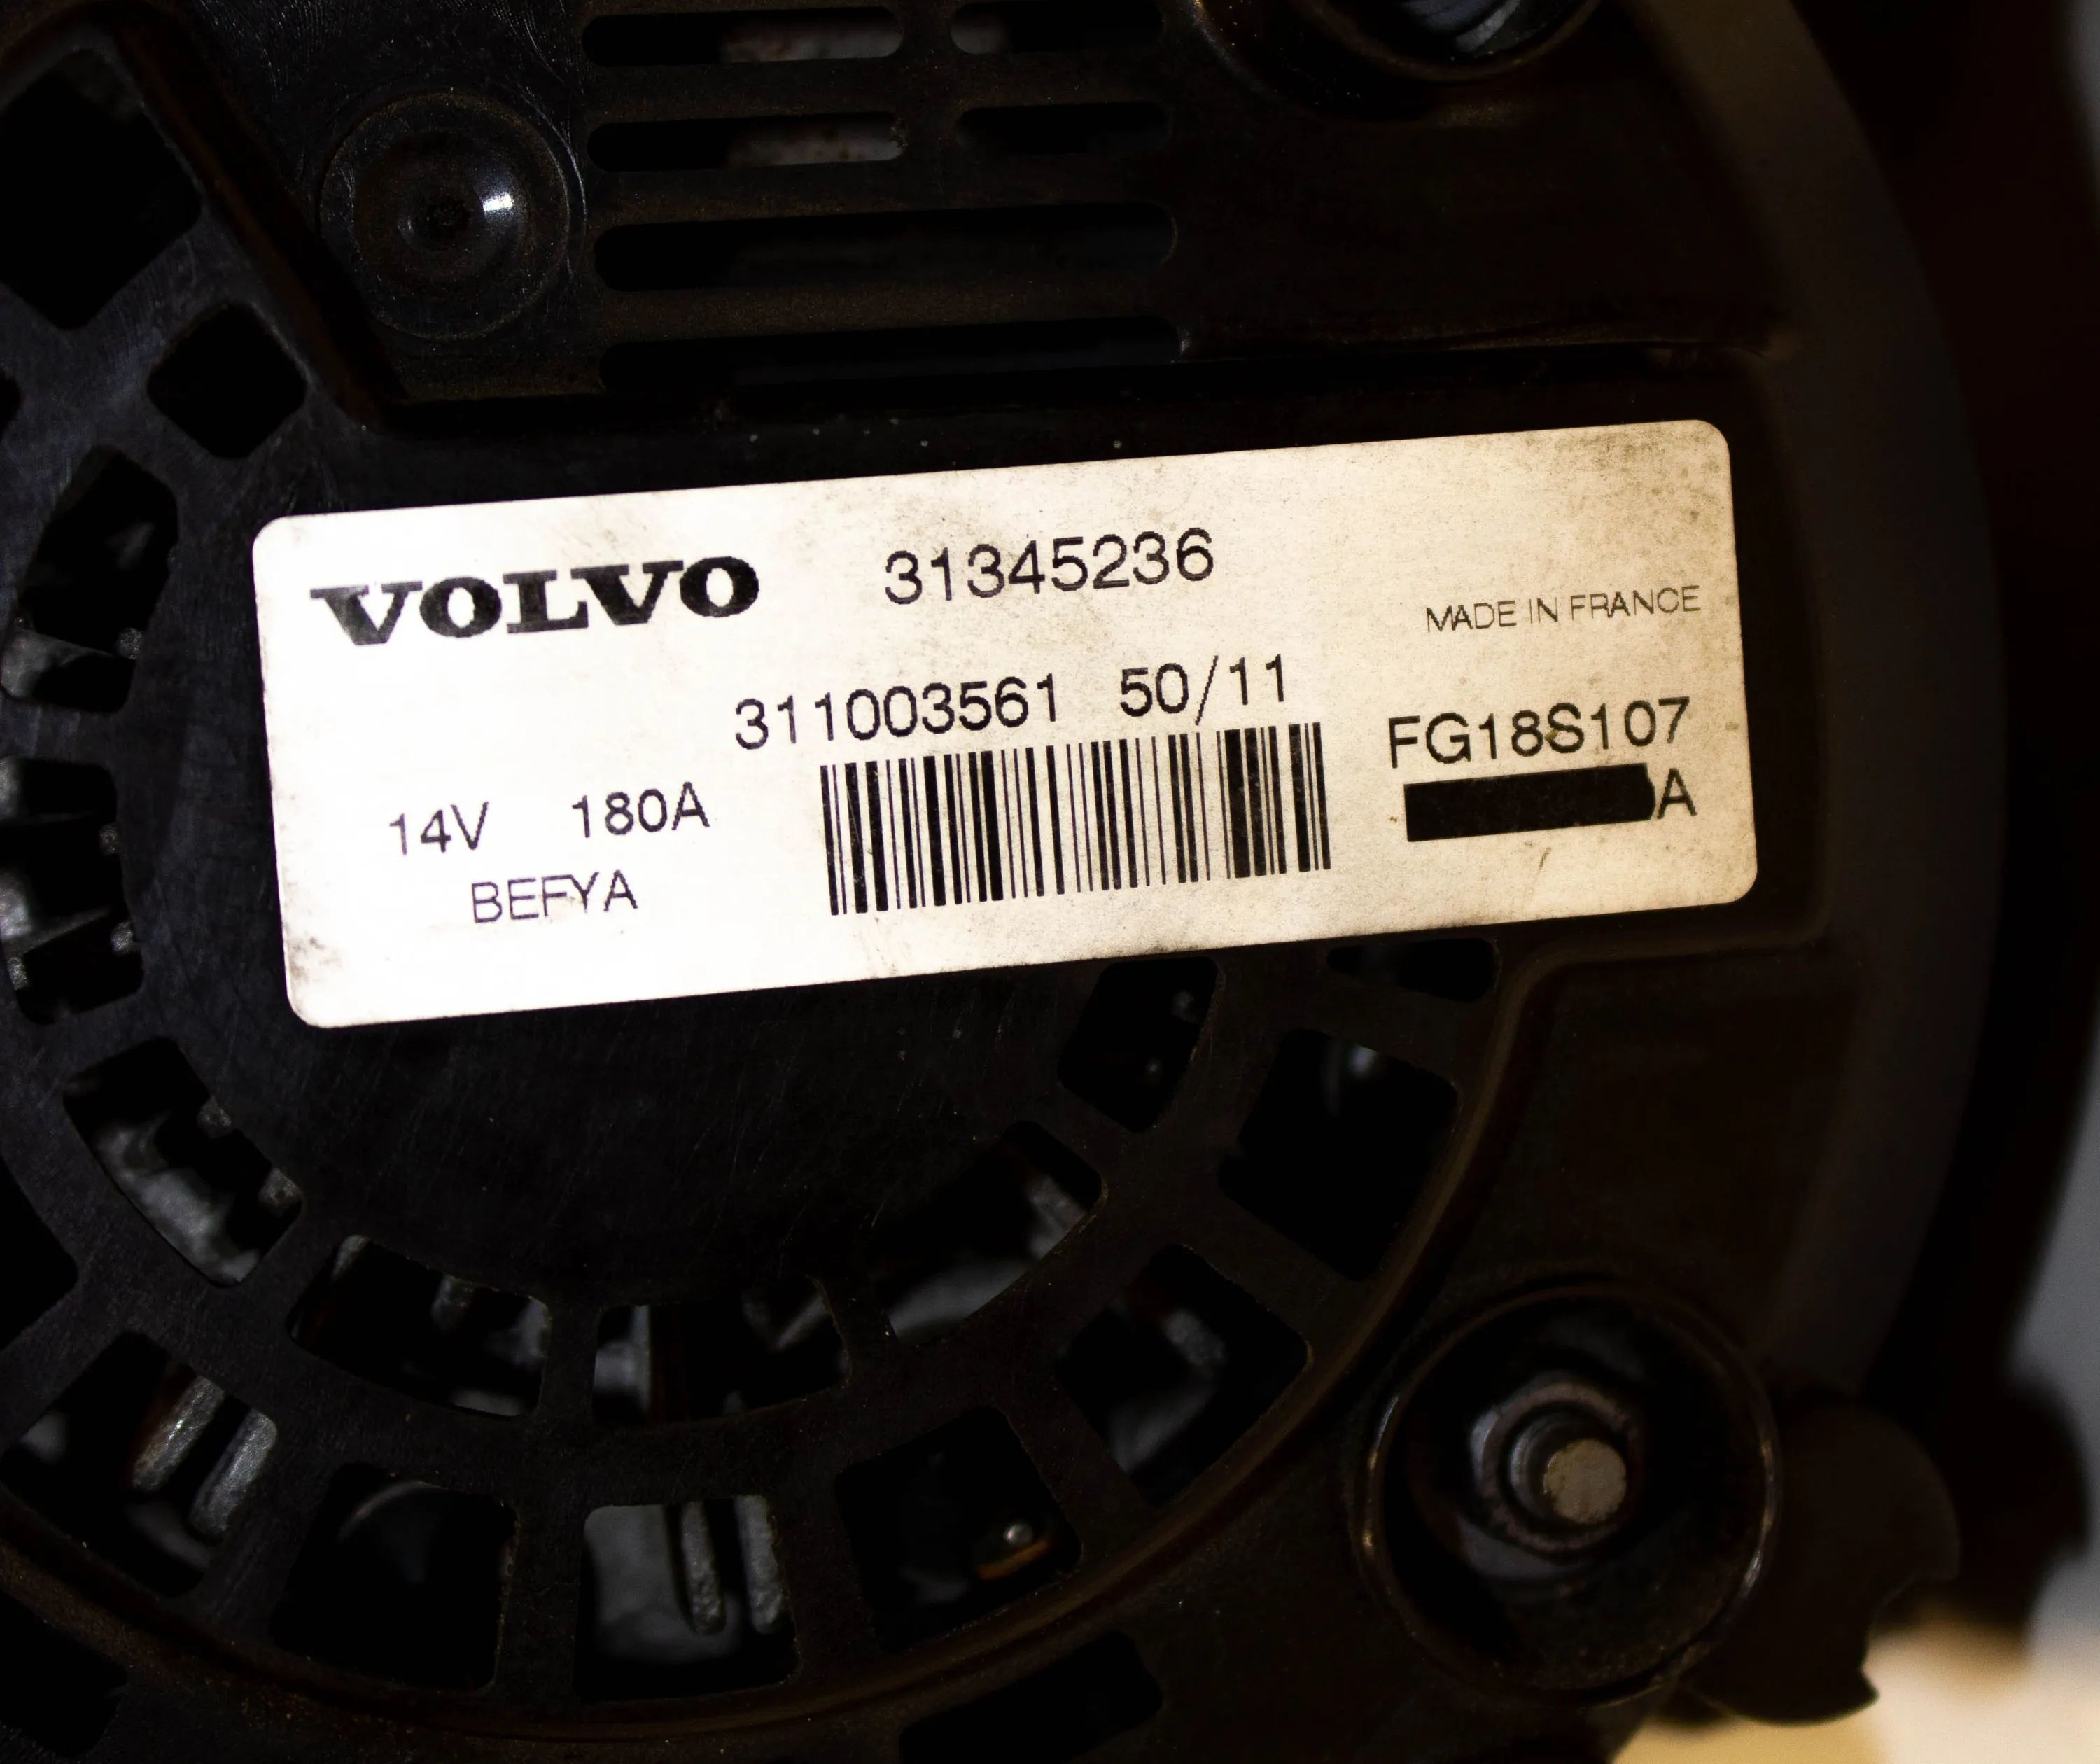 VOLVO 31345236
MADE IN FRANCE
311003561 50/11
FG18S107
14V 180A
A
BEFYA